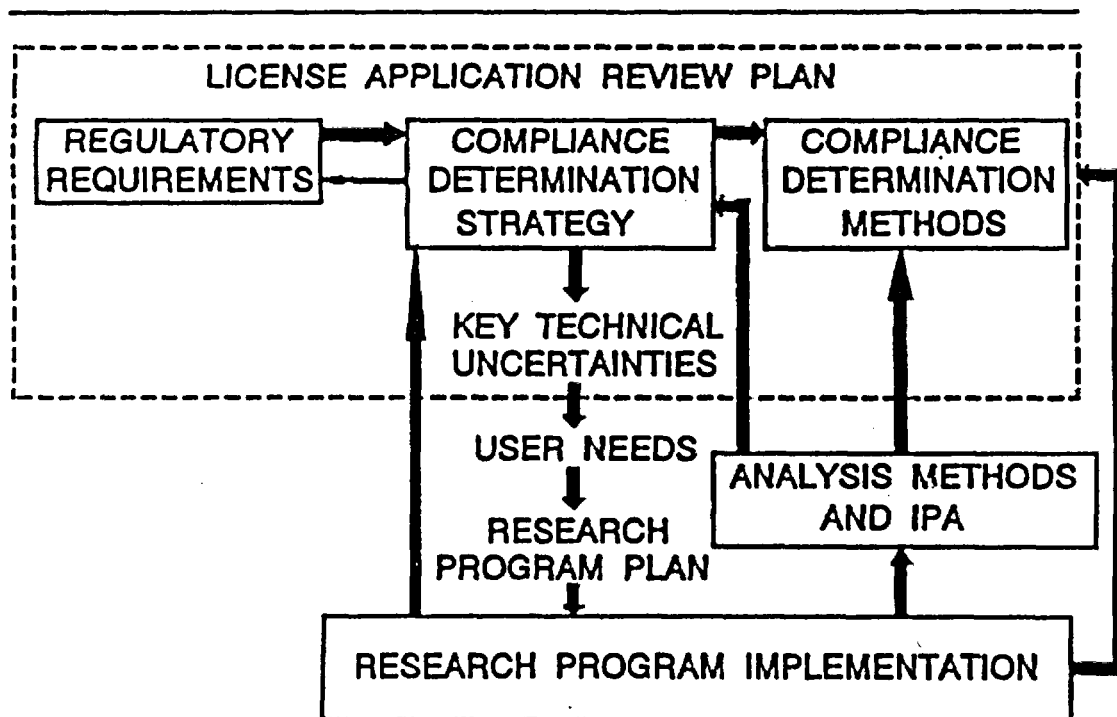 LICENSE APPLICATION REVIEW PLAN
REGULATORY
REQUIREMENTS
COMPLIANCE
DETERMINATION
STRATEGY
COMPLIANCE
DETERMINATION
METHODS
KEY TECHNICAL
UNCERTAINTIES
USER NEEDS
ANALYSIS METHODS
AND IPA
RESEARCH
PROGRAM PLAN
RESEARCH PROGRAM IMPLEMENTATION